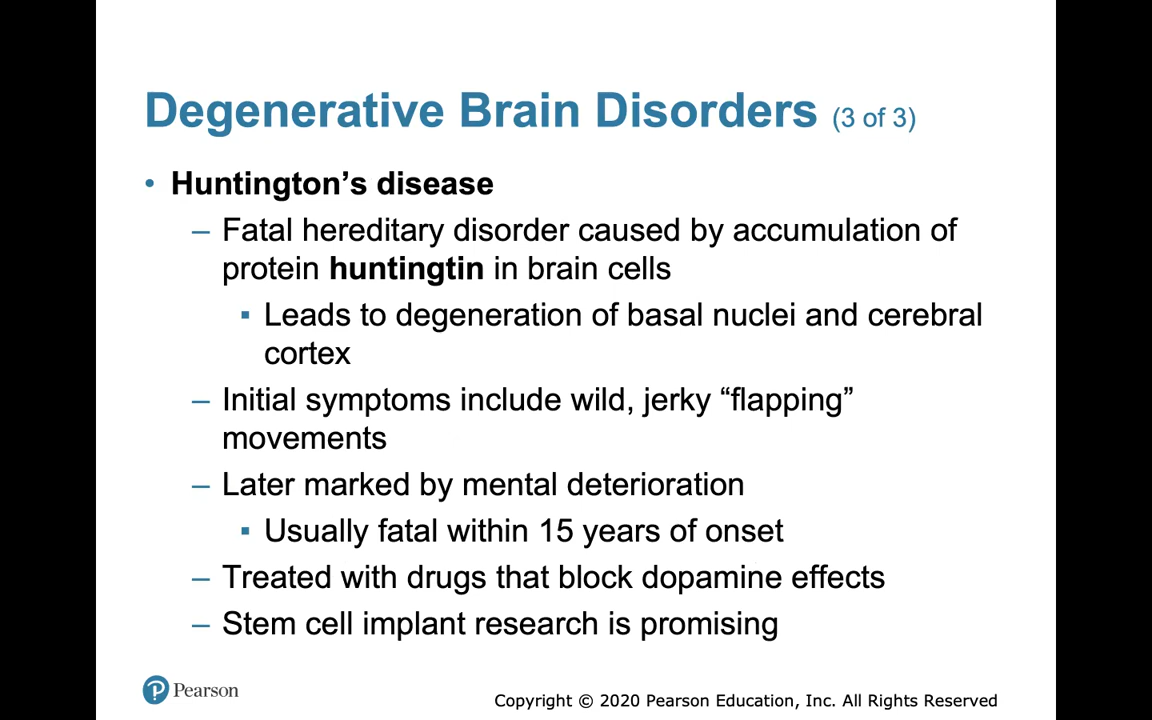 Degenerative Brain Disorders (3 of 3)
• Huntington’s disease
– Fatal hereditary disorder caused by accumulation of
protein huntingtin in brain cells
▪ Leads to degeneration of basal nuclei and cerebral
cortex
– Initial symptoms include wild, jerky “flapping”
movements
– Later marked by mental deterioration
▪ Usually fatal within 15 years of onset
– Treated with drugs that block dopamine effects
– Stem cell implant research is promising
P Pearson
Copyright © 2020 Pearson Education, Inc. All Rights Reserved